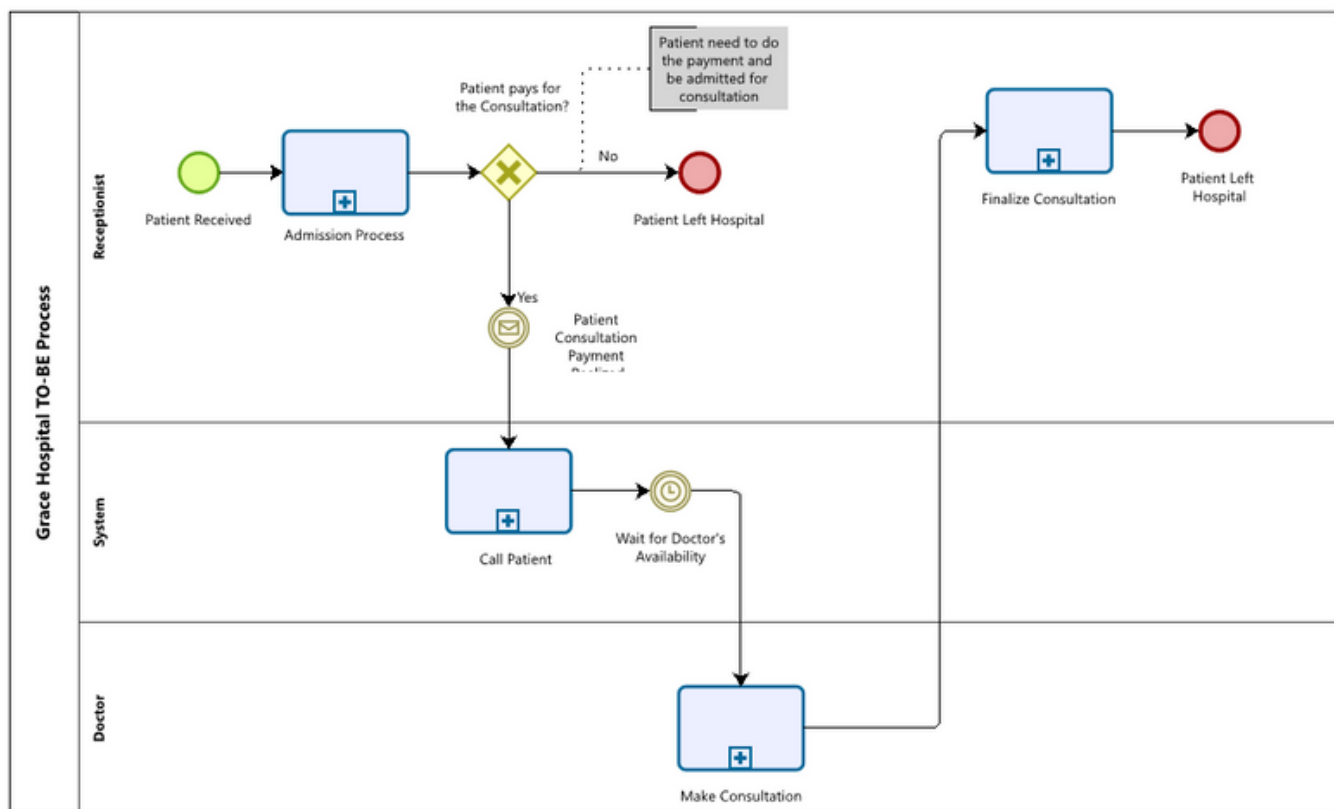 Grace Hospital TO-BE Process
Receptionist
Patient Received
Admission Process
Patient pays for
the Consultation?
Patient need to do
the payment and
be admitted for
consultation
No
Patient Left Hospital
Yes
Patient
Consultation
Payment
Finalize Consultation
Patient Left
Hospital
System
Call Patient
Wait for Doctor's
Availability
Doctor
Make Consultation